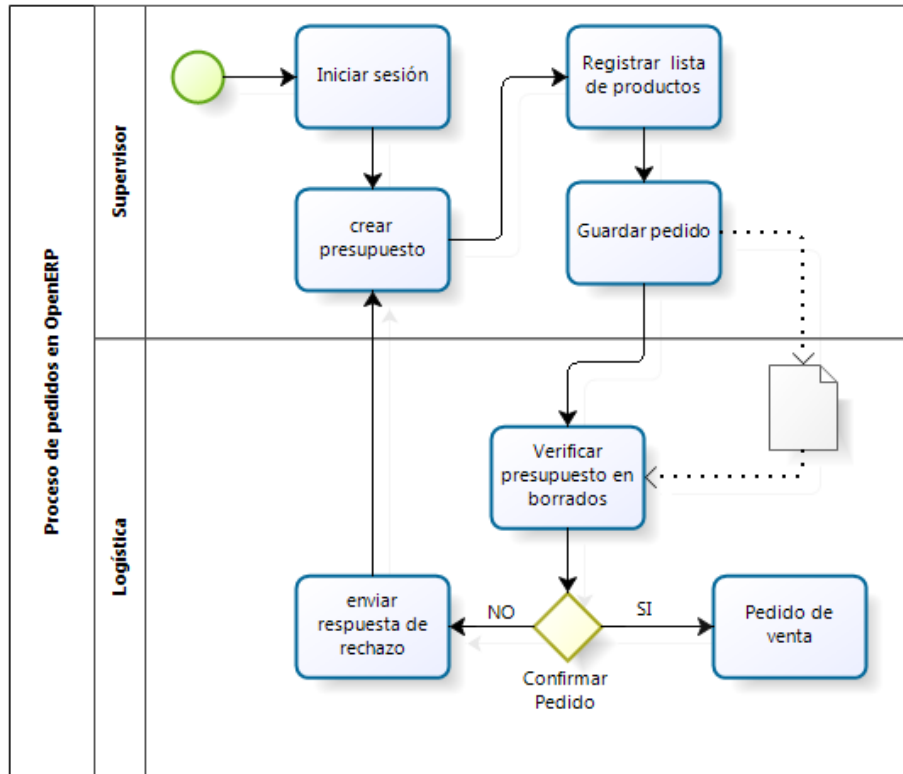 Proceso de pedidos en OpenERP
Supervisor
Iniciar sesión
Registrar lista
de productos
crear
presupuesto
Guardar pedido
Logística
Verificar
presupuesto en
borrados
enviar
respuesta de
rechazo
NO
SI
Pedido de
venta
Confirmar
Pedido